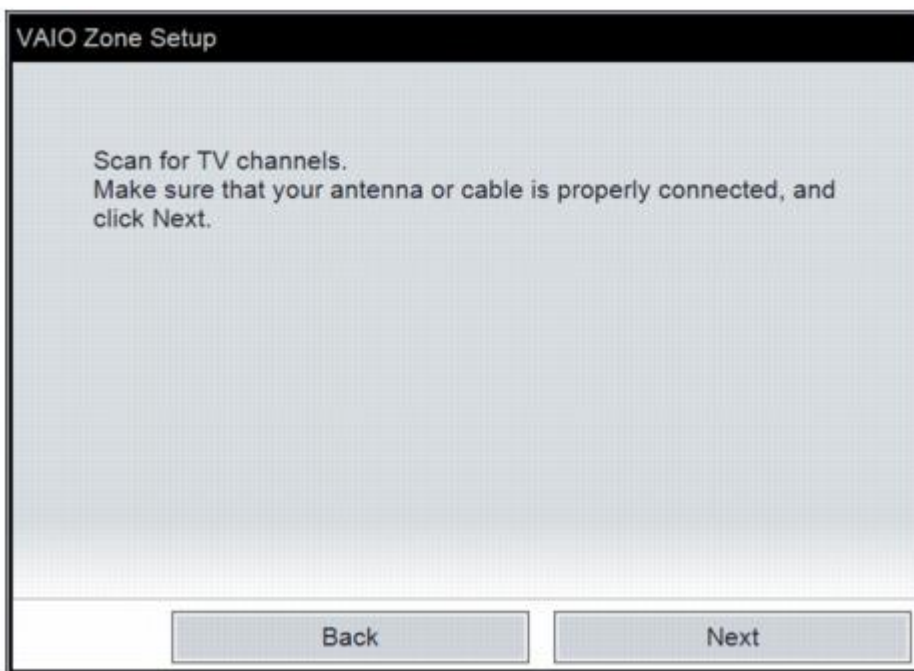 VAIO Zone Setup
Scan for TV channels.
Make sure that your antenna or cable is properly connected, and
click Next.
Back
Next